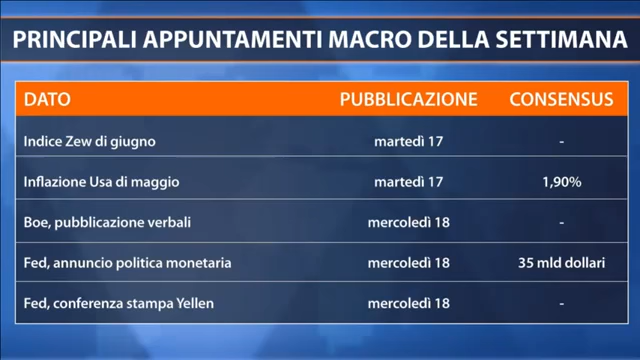 PRINCIPALI APPUNTAMENTI MACRO DELLA SETTIMANA
DATO PUBBLICAZIONE CONSENSUS
Indice Zew di giugno martedì 17 -
Inflazione Usa di maggio martedì 17 1,90%
Boe, pubblicazione verbali mercoledì 18 -
Fed, annuncio politica monetaria mercoledì 18 35 mld dollari
Fed, conferenza stampa Yellen mercoledì 18 -